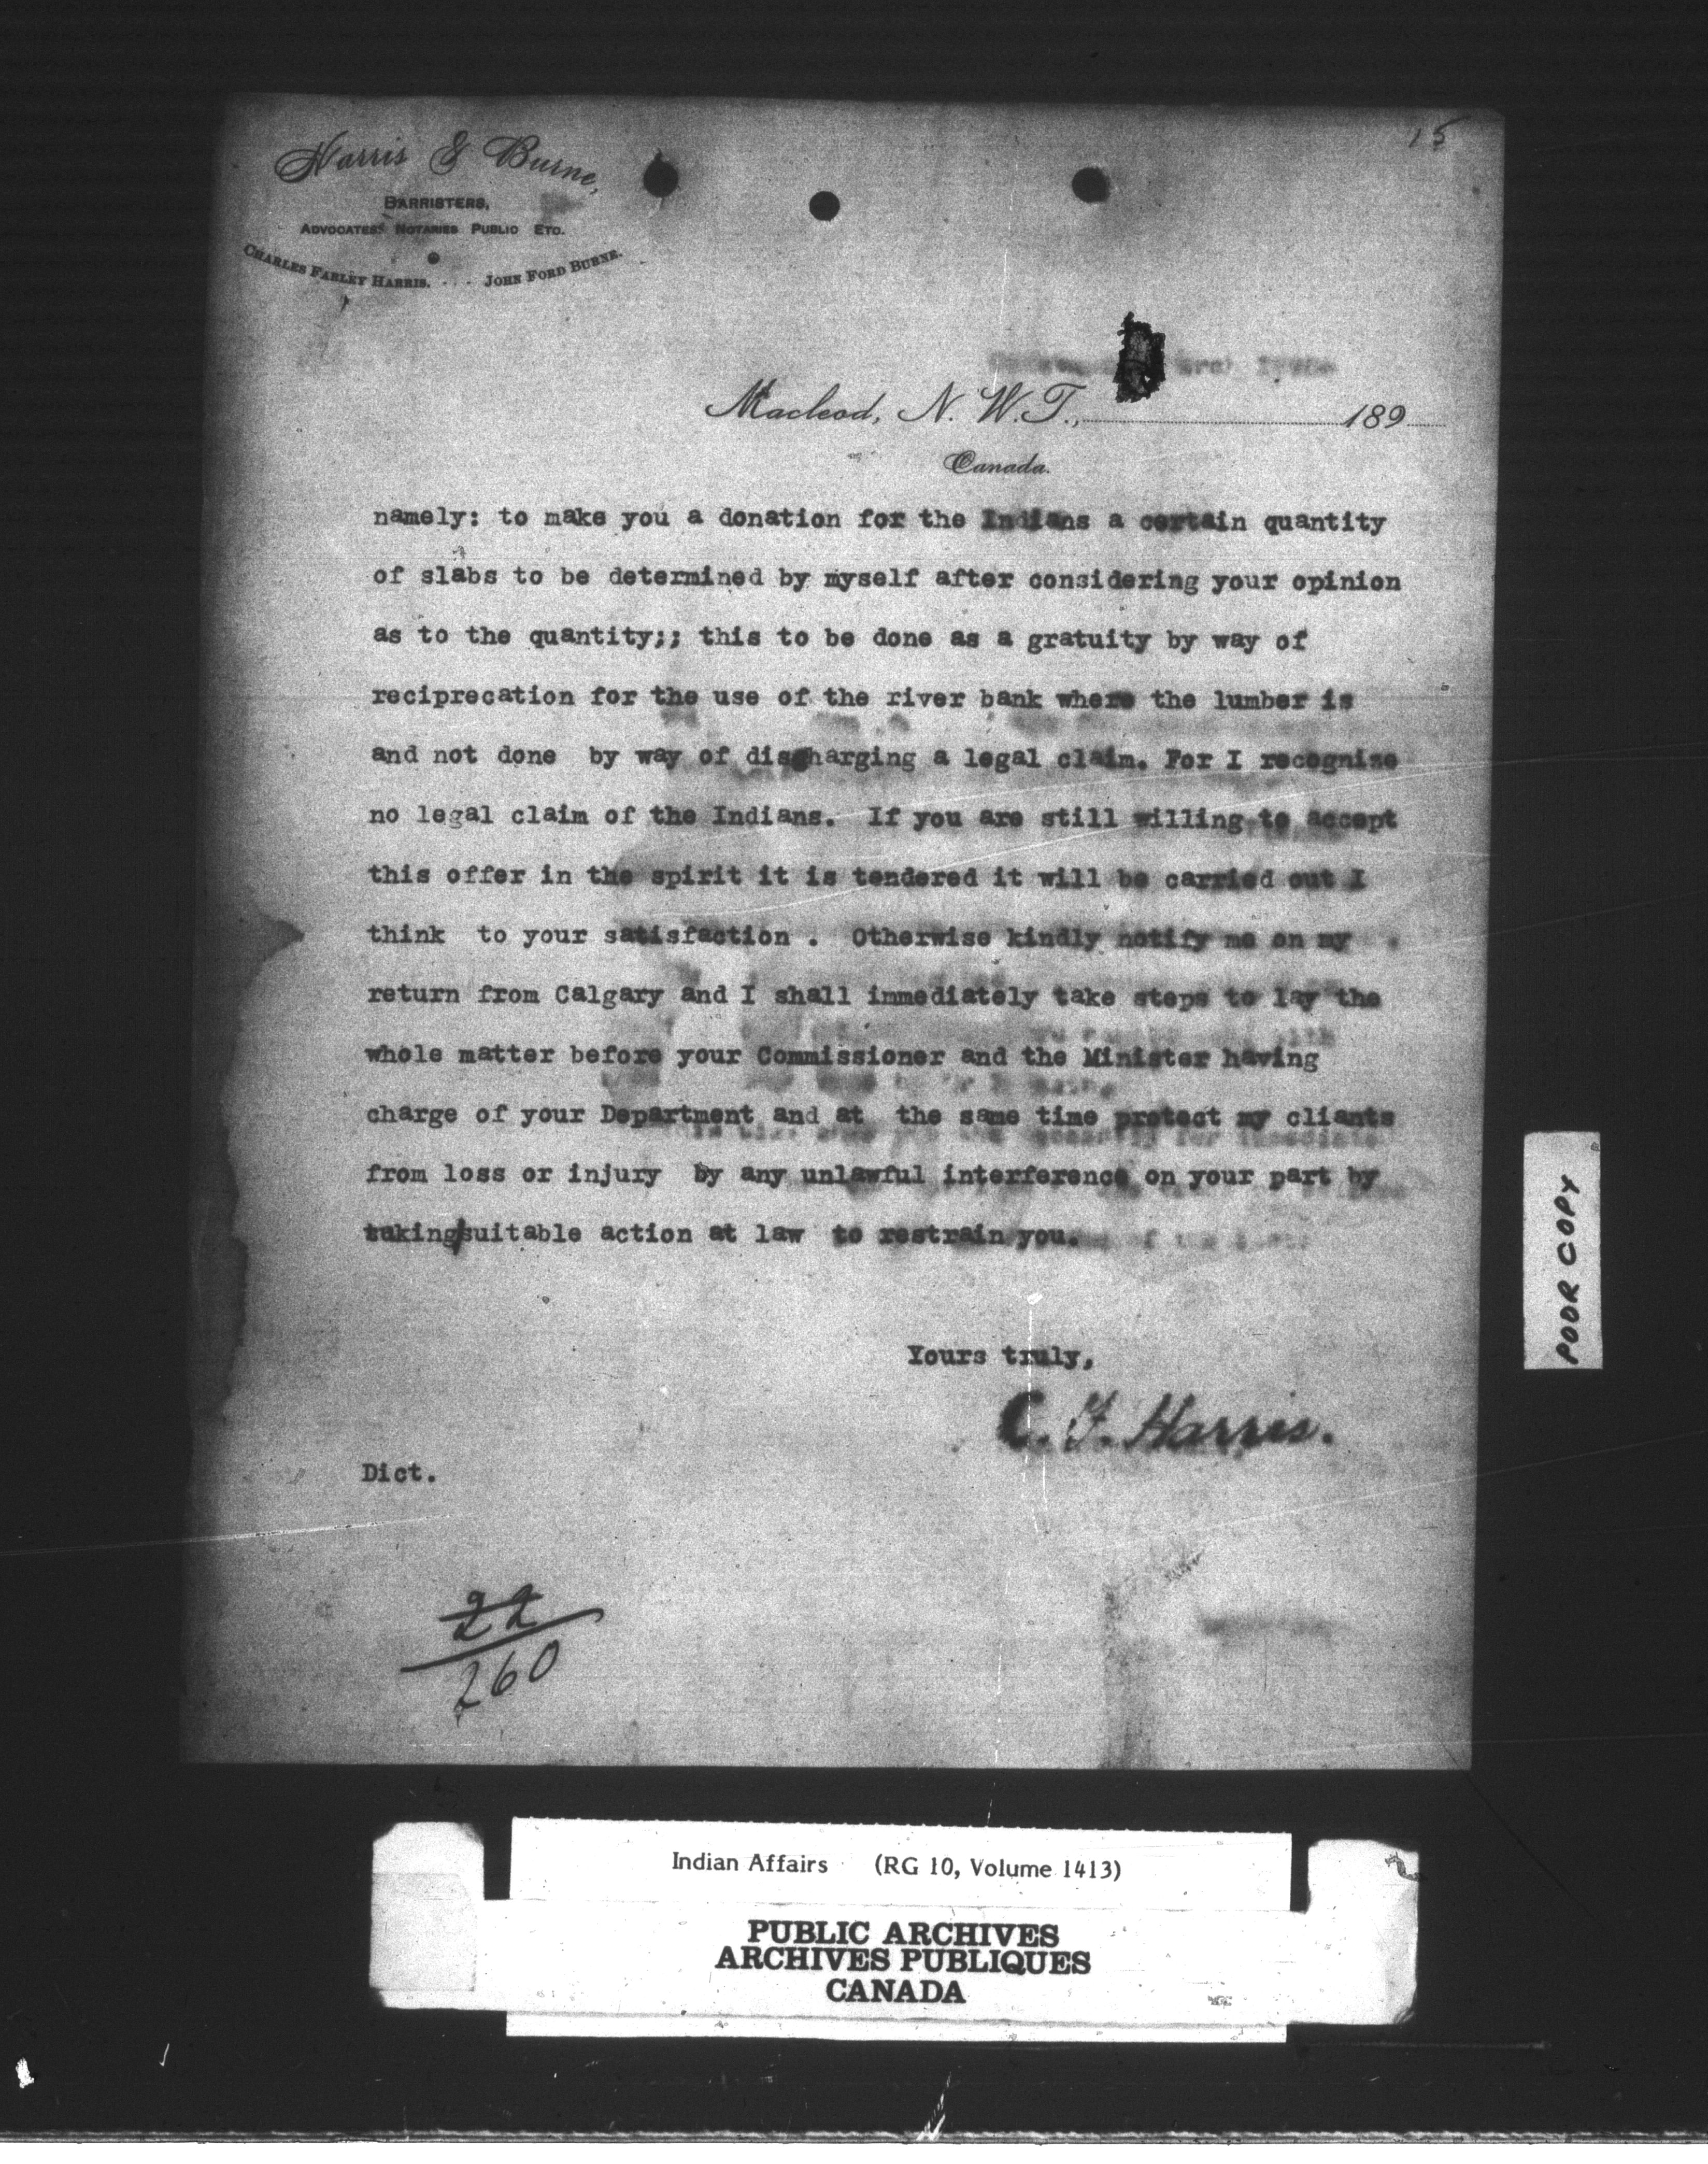 15
Harris & Burne,
BARRISTERS,
ADVOCATES, NOTARIES PUBLIC ETC.
CHARLES FARLEY HARRIS. . . . JOHN FORD BURNE.
Macleod, N. W. T., 189
Canada.
namely: to make you a donation for the Indians a certain quantity
of slabs to be determined by myself after considering your opinion
as to the quantity;; this to be done as a gratuity by way of
reciprecation for the use of the river bank where the lumber is
and not done by way of discharging a legal claim. For I recognise
no legal claim of the Indians. If you are still willing to accept
this offer in the spirit it is tendered it will be carried out I
think to your satisfaction . Otherwise kindly notify me on my
return from Calgary and I shall immediately take steps to lay the
whole matter before your Commissioner and the Minister having
charge of your Department and at the same time protect my clients
from loss or injury by any unlawful interference on your part by
taking/suitable action at law to restrain you.
Yours truly,
C. F. Harris.
Dict.
22
260
POOR COPY
Indian Affairs (RG 10, Volume 1413)
PUBLIC ARCHIVES
ARCHIVES PUBLIQUES
CANADA